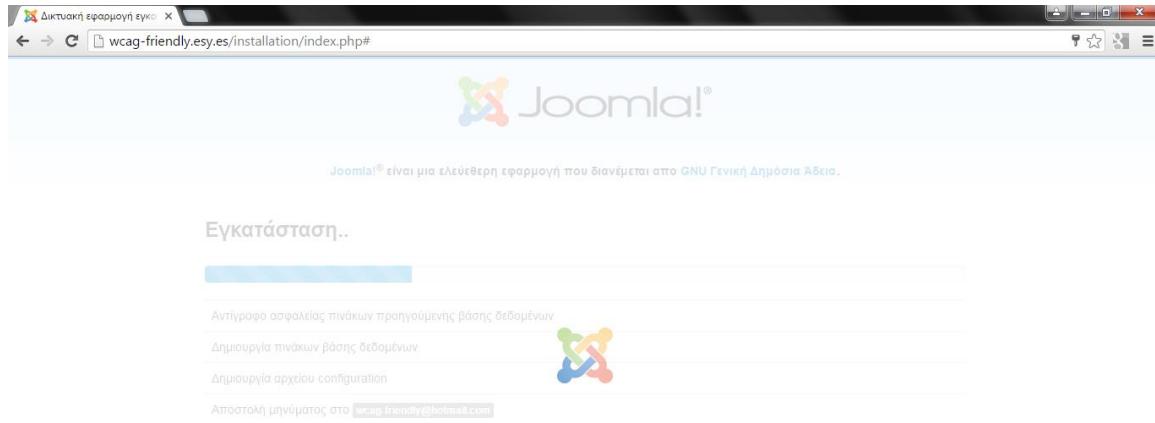 Δικτυακή εφαρμογή εγκα
wcag-friendly.esy.es/installation/index.php#
Joomla!®
Joomla!® είναι μια ελεύθερη εφαρμογή που διανέμεται απο GNU Γενική Δημόσια Άδεια.
Εγκατάσταση..
Αντίγραφο ασφαλείας πινάκων προηγούμενης βάσης δεδομένων
Δημιουργία πινάκων βάσης δεδομένων
Δημιουργία αρχείου configuration
Αποστολή μηνύματος στο wcag-friendly@hotmail.com